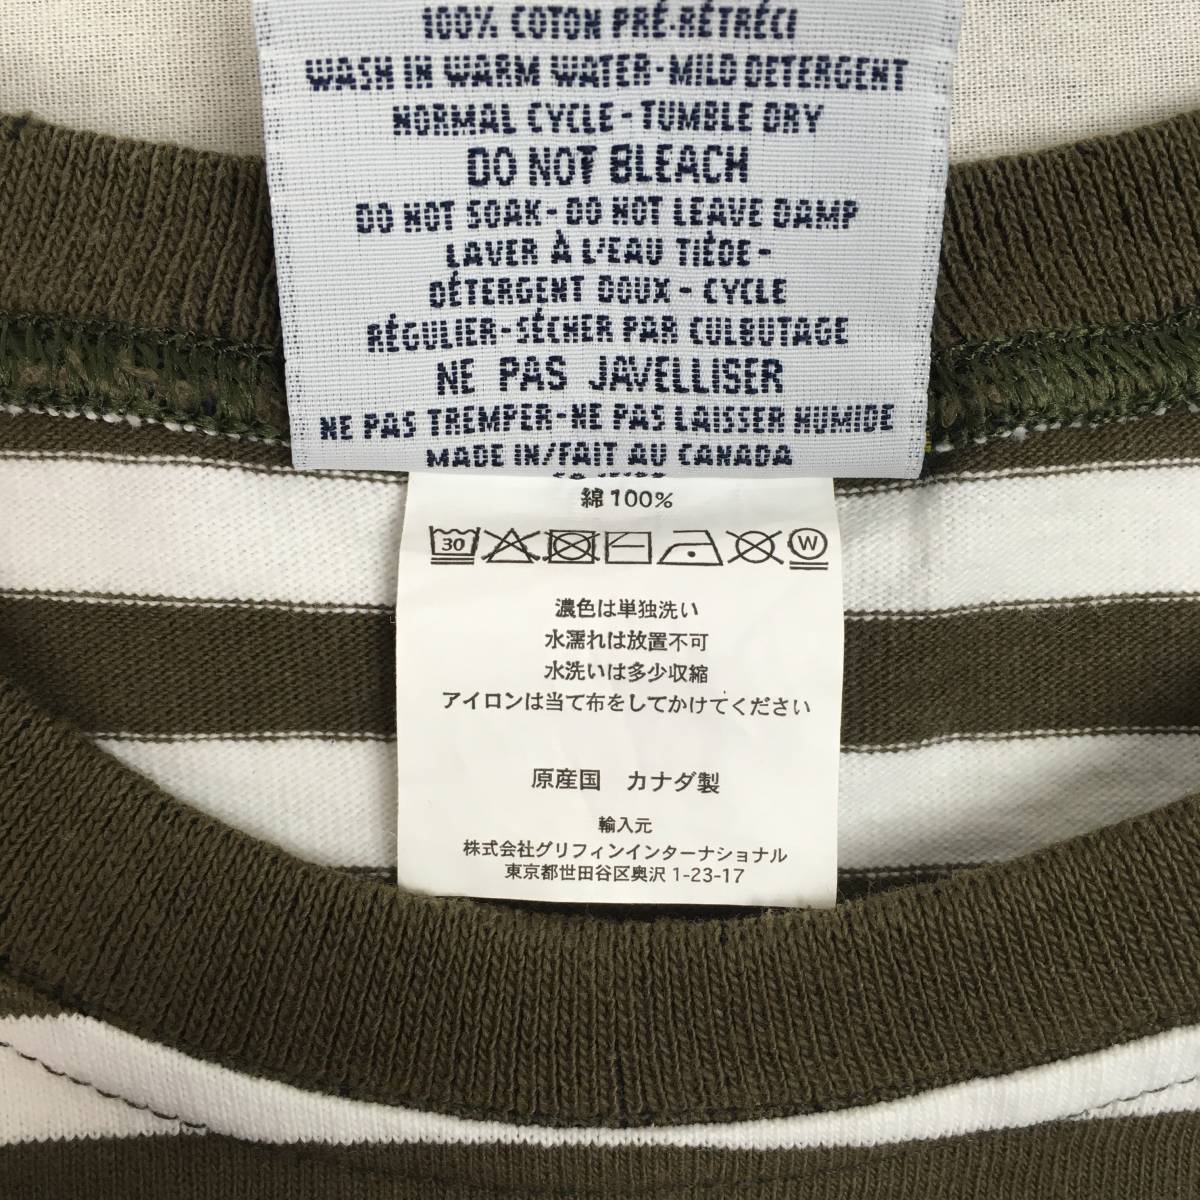 100% COTON PRÉ-RÉTRÉCI
WASH IN WARM WATER-MILD DETERGENT
NORMAL CYCLE - TUMBLE DRY
DO NOT BLEACH
DO NOT SOAK - DO NOT LEAVE DAMP
LAVER À L'EAU TIÉDE -
DÉTERGENT DOUX - CYCLE
RÉGULIER-SÉCHER PAR CULBUTAGE
NE PAS JAVELLISER
NE PAS TREMPER-NE PAS LAISSER HUMIDE
MADE IN/FAIT AU CANADA
綿100%
30
W
濃色は単独洗い
水濡れは放置不可
水洗いは多少収縮
アイロンは当て布をしてかけてください
原産国 カナダ製
輸入元
株式会社グリフィンインターナショナル
東京都世田谷区奥沢1-23-17